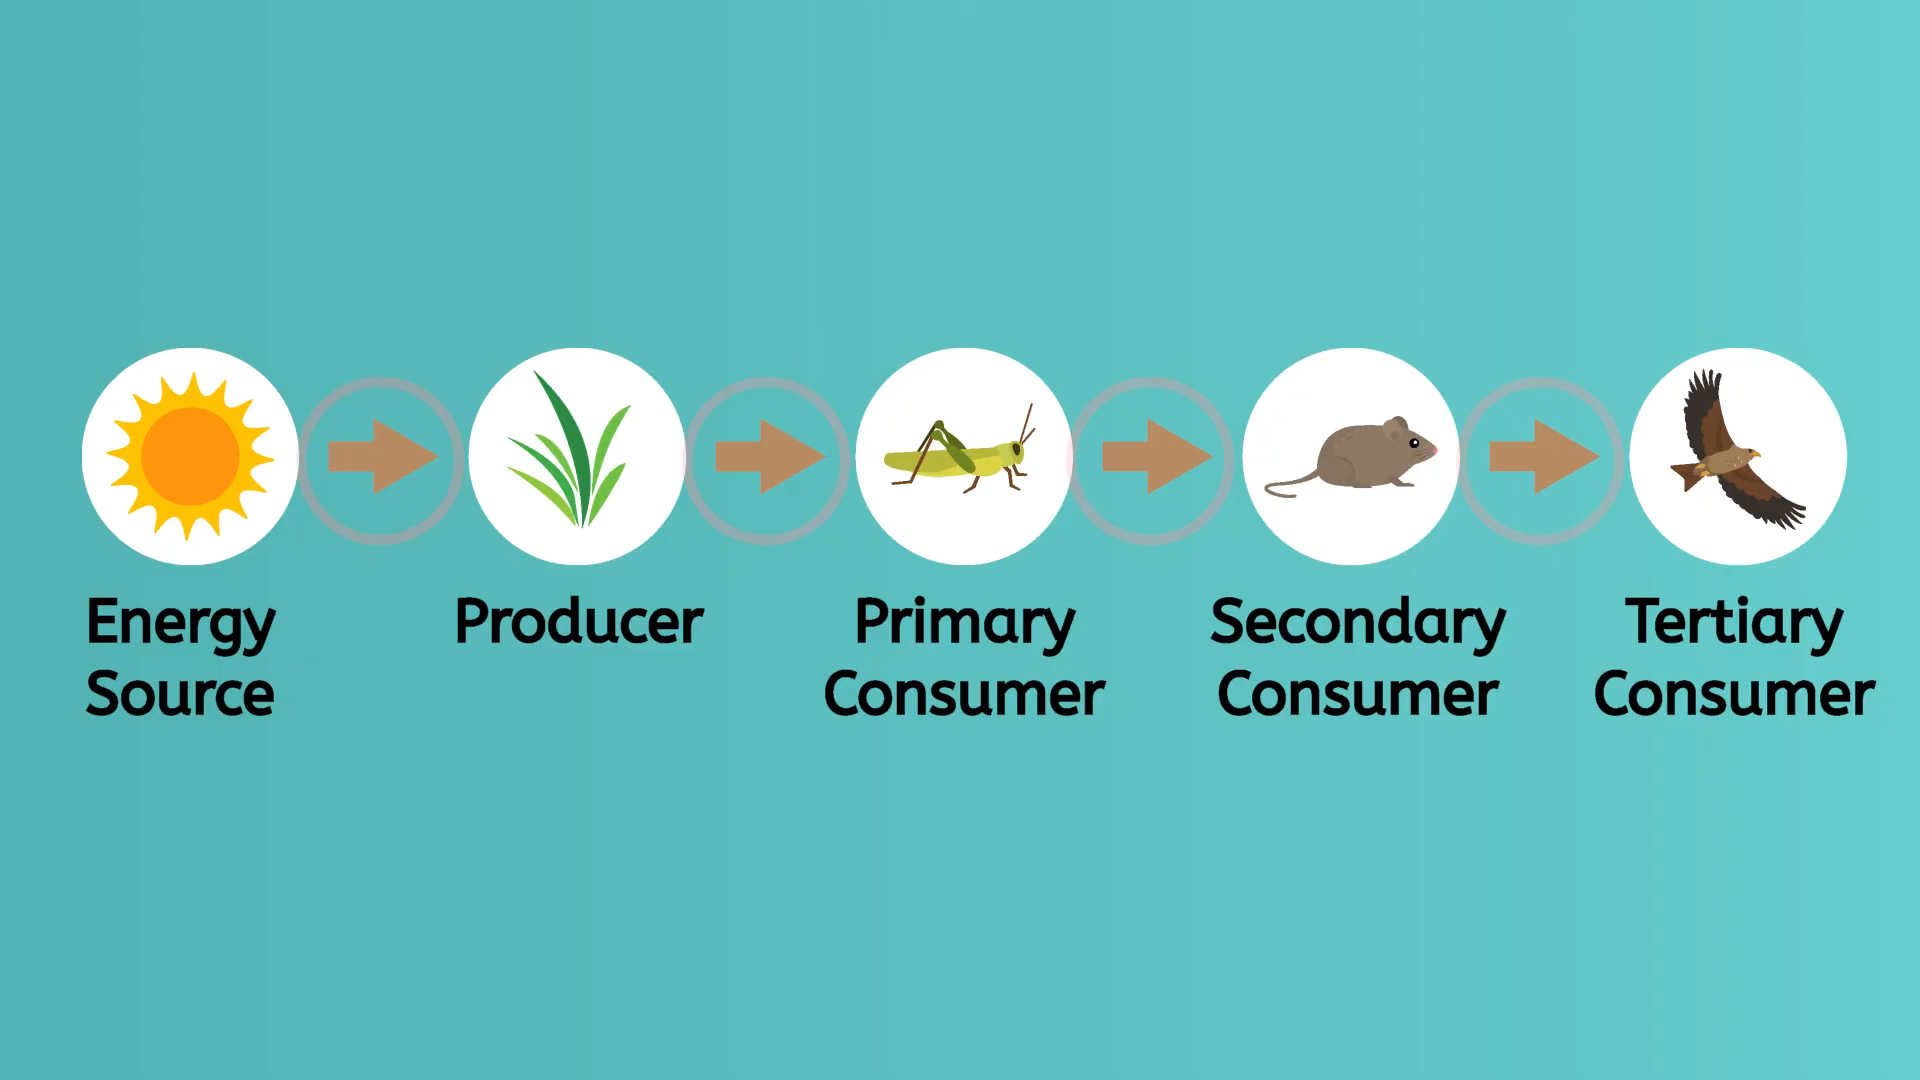 Energy
Source
Producer
Primary
Consumer
Secondary
Consumer
Tertiary
Consumer